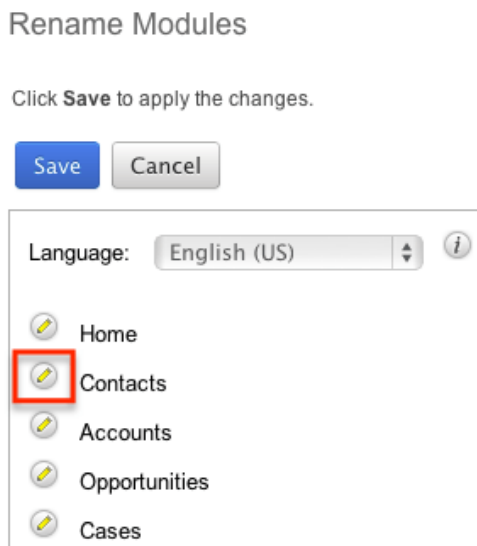 Rename Modules
Click Save to apply the changes.
Save Cancel
Language: English (US) i
Home
Contacts
Accounts
Opportunities
Cases